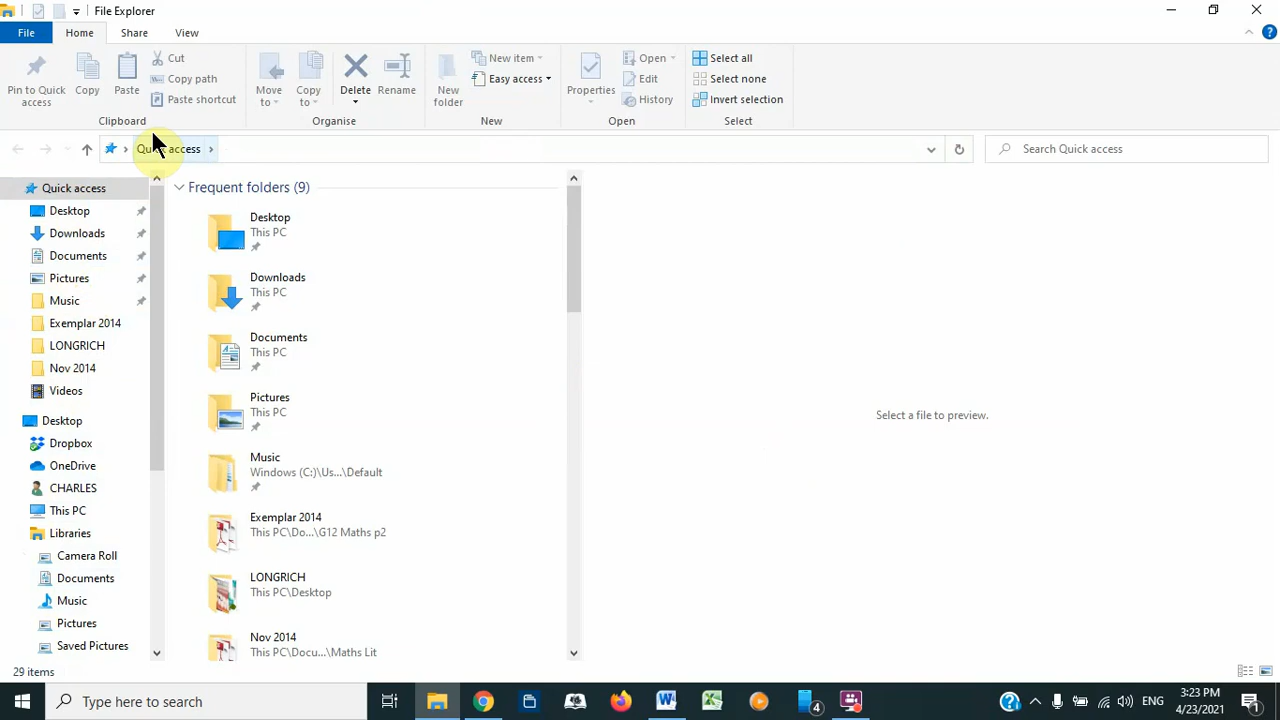 File Explorer
File Home Share View
Pin to Quick access
Copy
Paste
Cut
Copy path
Paste shortcut
Clipboard
Move to
Copy to
Delete
Rename
Organise
New folder
New item
Easy access
New
Properties
Open
Edit
History
Open
Select all
Select none
Invert selection
Select
Quick access
Search Quick access
Quick access
Desktop
Downloads
Documents
Pictures
Music
Exemplar 2014
LONGRICH
Nov 2014
Videos
Desktop
Dropbox
OneDrive
CHARLES
This PC
Libraries
Camera Roll
Documents
Music
Pictures
Saved Pictures
Frequent folders (9)
Desktop
This PC
Downloads
This PC
Documents
This PC
Pictures
This PC
Music
Windows (C:)\Us...\Default
Exemplar 2014
This PC\Do...\G12 Maths p2
LONGRICH
This PC\Desktop
Nov 2014
This PC\Docu...\Maths Lit
Select a file to preview.
29 items
Type here to search
4
ENG
3:23 PM
4/23/2021
1